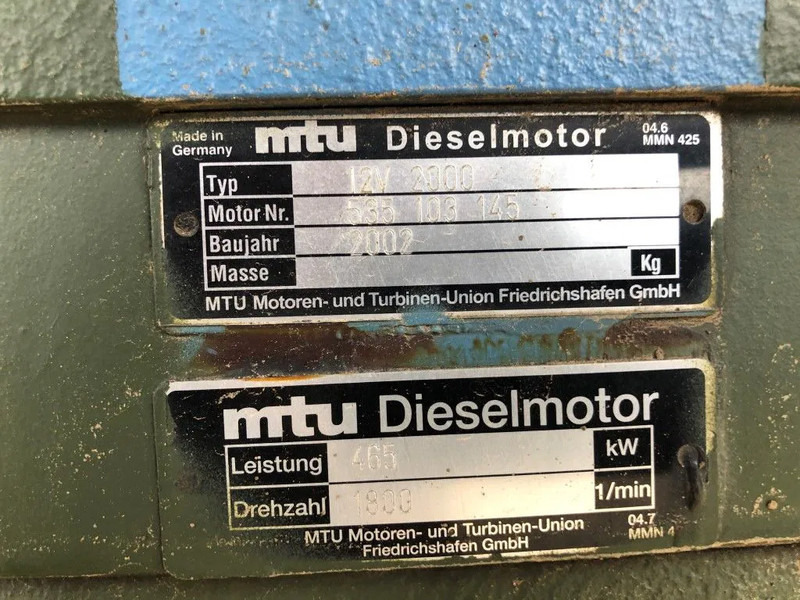 Made in
Germany
mtu Dieselmotor
04.6
MMN 425
Typ 12V 2000
Motor Nr. 535 103 145
Baujahr 2002
Masse Kg
MTU Motoren- und Turbinen-Union Friedrichshafen GmbH
mtu Dieselmotor
Leistung 465 kW
Drehzahl 1800 1/min
MTU Motoren- und Turbinen-Union
Friedrichshafen GmbH
04.7
MMN 4